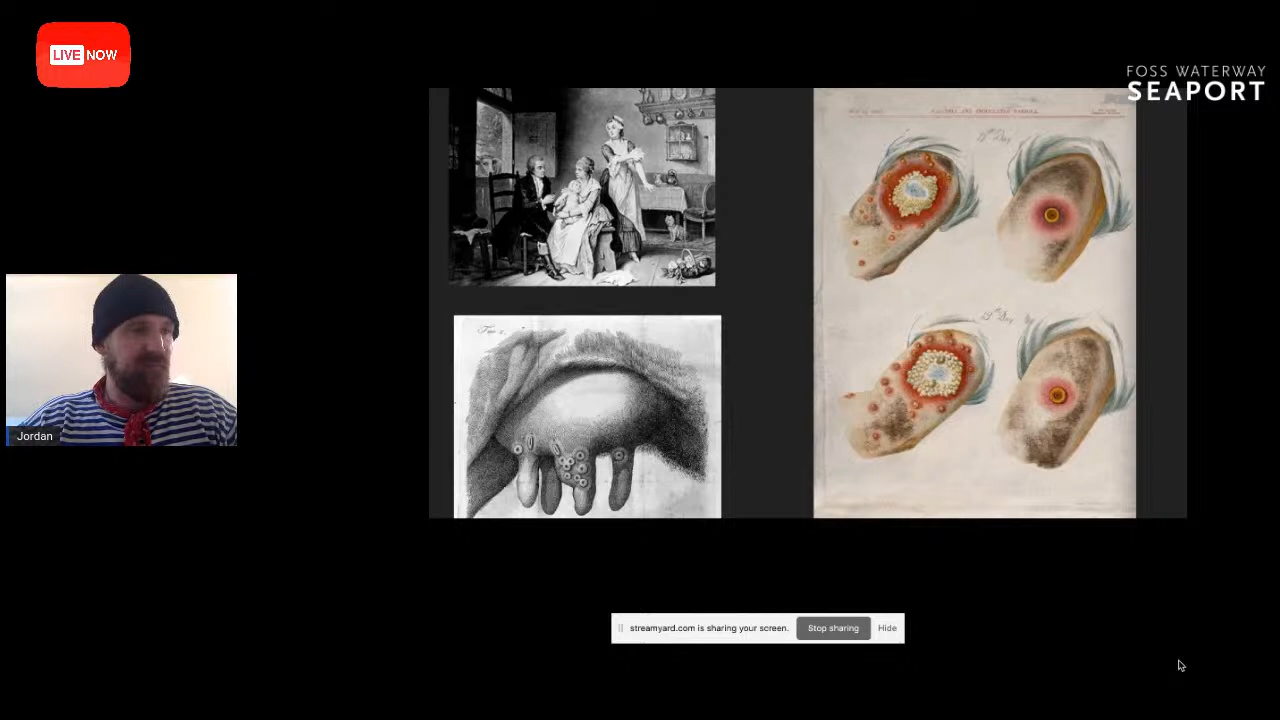 LIVE NOW
FOSS WATERWAY
SEAPORT
Jordan
streamyard.com is sharing your screen.
Stop sharing
Hide